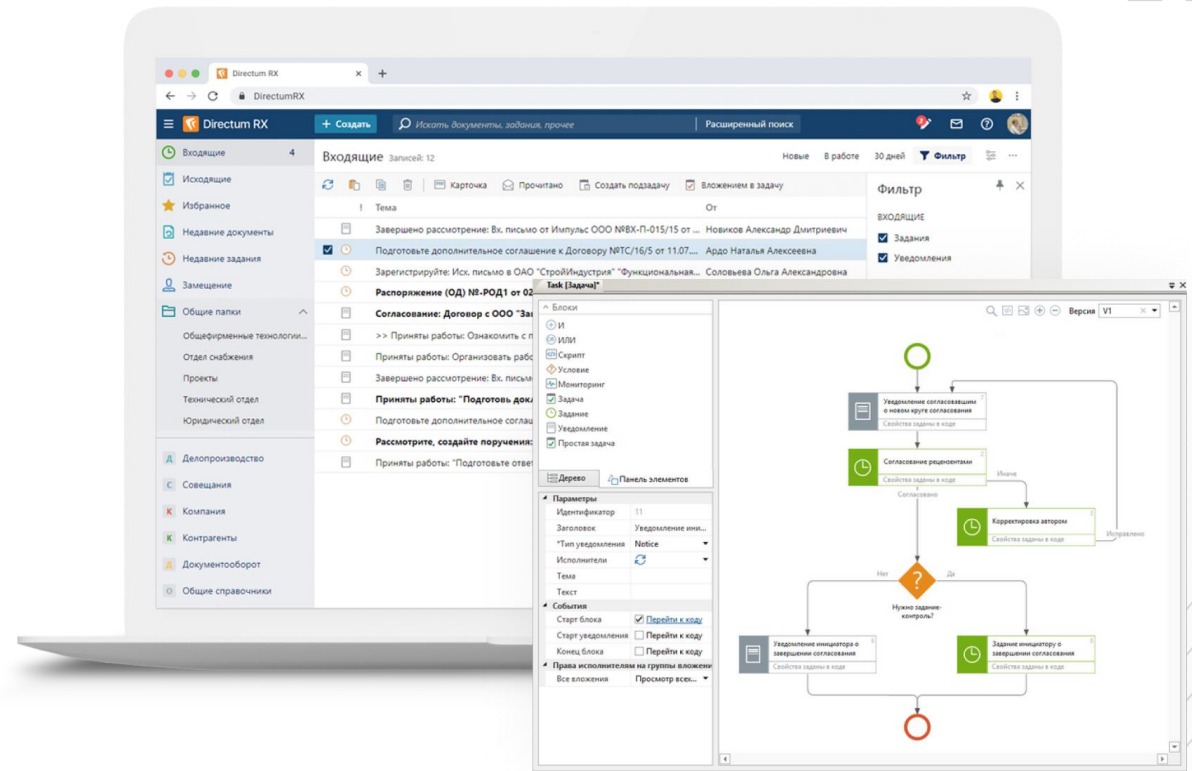 Directum RX
DirectumRX
Directum RX
+ Создать
Искать документы, задания, прочее
Расширенный поиск
2
Входящие 4
Исходящие
Избранное
Недавние документы
Недавние задания
Замещение
Общие папки
Общефирменные технологии...
Отдел снабжения
Проекты
Технический отдел
Юридический отдел
Д Делопроизводство
С Совещания
К Компания
К Контрагенты
Д Документооборот
О Общие справочники
Входящие Записей: 12
Новые В работе 30 дней Фильтр
Карточка Прочитано Создать подзадачу Вложением в задачу
! Тема От
Завершено рассмотрение: Вх. письмо от Импульс ООО №ВХ-П-015/15 от ... Новиков Александр Дмитриевич
Подготовьте дополнительное соглашение к Договору №ТС/16/5 от 11.07.... Ардо Наталья Алексеевна
Зарегистрируйте: Исх. письмо в ОАО "СтройИндустрия" "Функциональная... Соловьева Ольга Александровна
Распоряжение (ОД) №-РОД1 от 02
Согласование: Договор с ООО "За
>> Приняты работы: Ознакомить с п
Приняты работы: Организовать рабо
Завершено рассмотрение: Вх. письм
Приняты работы: "Подготовь докл
Подготовьте дополнительное соглаш
Рассмотрите, создайте поручения:
Приняты работы: "Подготовьте ответ
Фильтр
ВХОДЯЩИЕ
Задания
Уведомления
Task [Задача]*
Блоки
И
ИЛИ
Скрипт
Условие
Мониторинг
Задача
Задание
Уведомление
Простая задача
Дерево Панель элементов
Параметры
Идентификатор 11
Заголовок Уведомление ини...
*Тип уведомления Notice
Исполнители
Тема
Текст
События
Старт блока Перейти к коду
Старт уведомления Перейти к коду
Конец блока Перейти к коду
Права исполнителям на группы вложени
Все вложения Просмотр всех...
Версия V1
Уведомление согласовавшим
о новом круге согласования
Свойства заданы в коде
Согласование рецензентами
Свойства заданы в коде
Иначе
Согласовано
Корректировка автором
Свойства заданы в коде
Исправлено
Нет
Да
?
Нужно задание-
контроль?
Уведомление инициатора о
завершении согласования
Свойства заданы в коде
Задание инициатору о
завершении согласования
Свойства заданы в коде